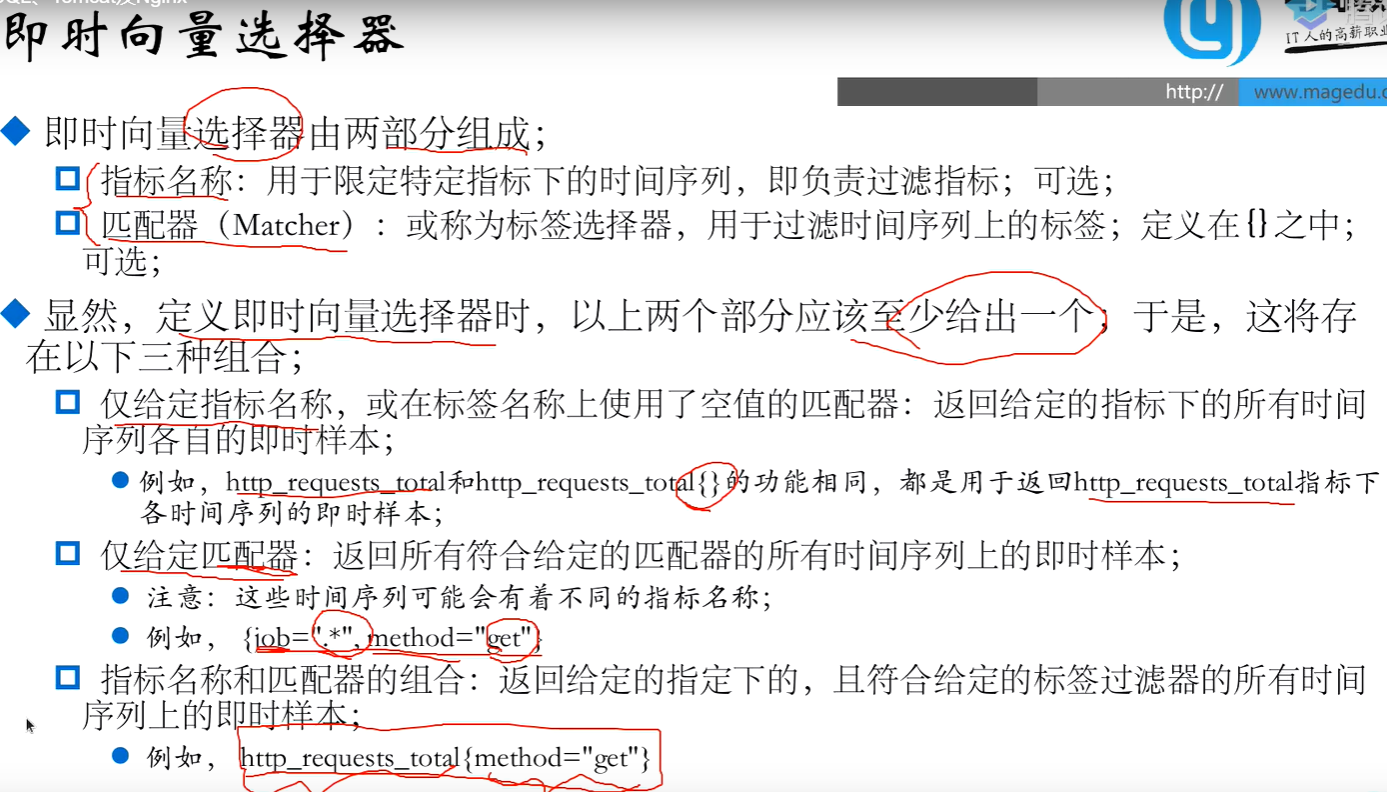 即时向量选择器
IT人的高薪职业
http:// www.magedu.c
即时向量选择器由两部分组成；
指标名称：用于限定特定指标下的时间序列，即负责过滤指标；可选；
匹配器（Matcher）：或称为标签选择器，用于过滤时间序列上的标签；定义在{}之中；
可选；
显然，定义即时向量选择器时，以上两个部分应该至少给出一个；于是，这将存
在以下三种组合；
仅给定指标名称，或在标签名称上使用了空值的匹配器：返回给定的指标下的所有时间
序列各自的即时样本；
例如，http_requests_total和http_requests_total{}的功能相同，都是用于返回http_requests_total指标下
各时间序列的即时样本；
仅给定匹配器：返回所有符合给定的匹配器的所有时间序列上的即时样本；
注意：这些时间序列可能会有着不同的指标名称；
例如， {job=".*", method="get"}
指标名称和匹配器的组合：返回给定的指定下的，且符合给定的标签过滤器的所有时间
序列上的即时样本；
例如， http_requests_total{method="get"}